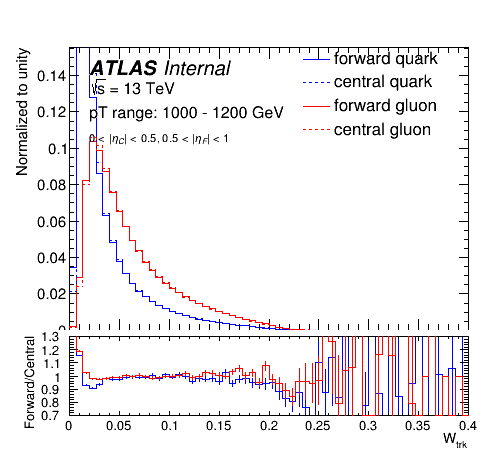 ATLAS Internal
√s = 13 TeV
pT range: 1000 - 1200 GeV
0 < |η_C| < 0.5, 0.5 < |η_F| < 1
forward quark
central quark
forward gluon
central gluon
Normalized to unity
0.14
0.12
0.1
0.08
0.06
0.04
0.02
0
Forward/Central
1.3
1.2
1.1
1
0.9
0.8
0.7
0 0.05 0.1 0.15 0.2 0.25 0.3 0.35 0.4
W_trk